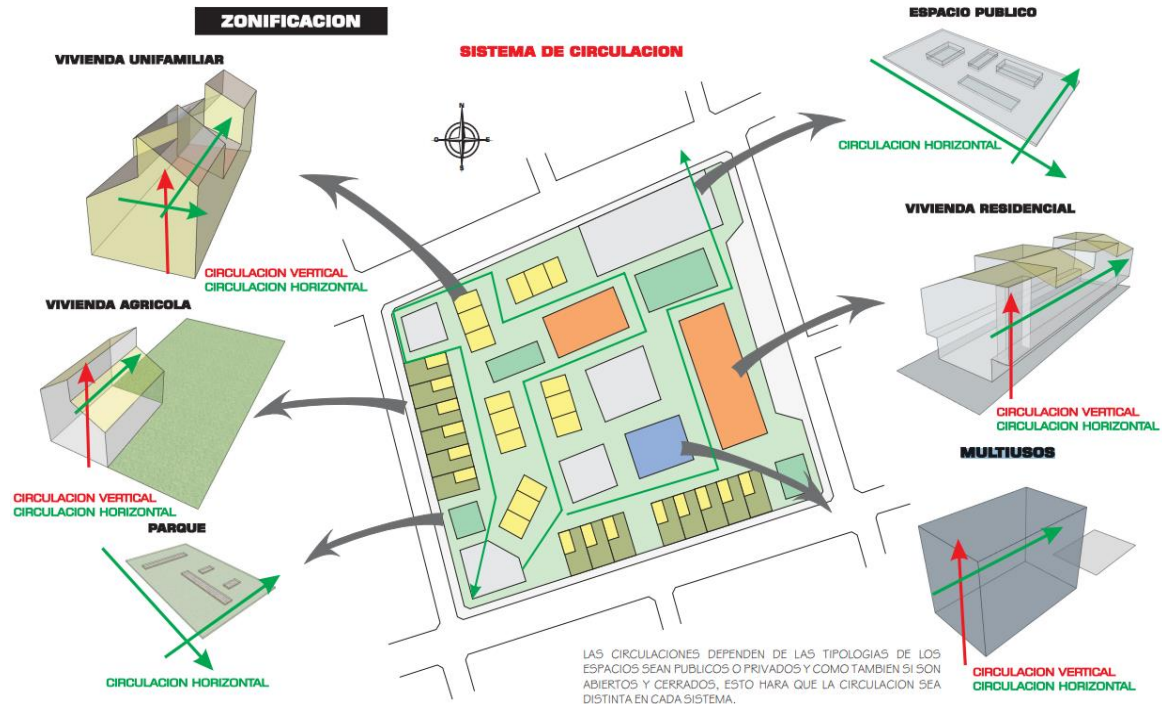 ZONIFICACION
ESPACIO PUBLICO
SISTEMA DE CIRCULACION
VIVIENDA UNIFAMILIAR
N
O
E
S
CIRCULACION HORIZONTAL
VIVIENDA RESIDENCIAL
CIRCULACION VERTICAL
CIRCULACION HORIZONTAL
VIVIENDA AGRICOLA
CIRCULACION VERTICAL
CIRCULACION HORIZONTAL
MULTIUSOS
CIRCULACION VERTICAL
CIRCULACION HORIZONTAL
PARQUE
CIRCULACION HORIZONTAL
LAS CIRCULACIONES DEPENDEN DE LAS TIPOLOGIAS DE LOS
ESPACIOS SEAN PUBLICOS O PRIVADOS Y COMO TAMBIEN SI SON
ABIERTOS Y CERRADOS, ESTO HARA QUE LA CIRCULACION SEA
DISTINTA EN CADA SISTEMA.
CIRCULACION VERTICAL
CIRCULACION HORIZONTAL